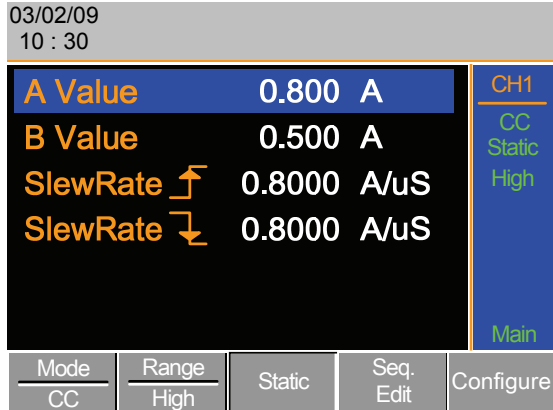 03/02/09
10 : 30
A Value 0.800 A
B Value 0.500 A
SlewRate 0.8000 A/uS
SlewRate 0.8000 A/uS
CH1
CC
Static
High
Main
Mode
CC
Range
High
Static
Seq.
Edit
Configure